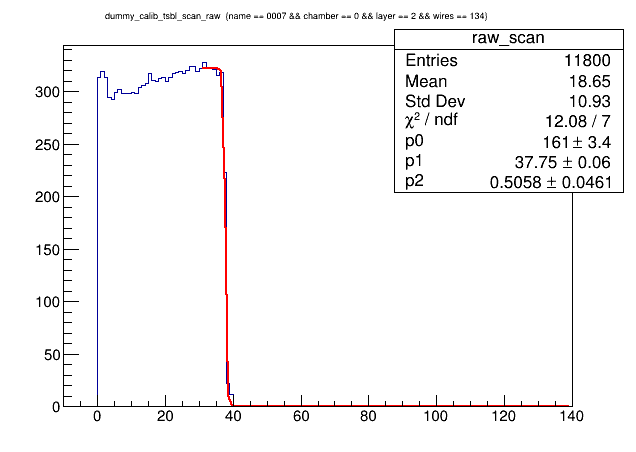 dummy_calib_tsbl_scan_raw (name == 0007 && chamber == 0 && layer == 2 && wires == 134)
raw_scan
Entries 11800
Mean 18.65
Std Dev 10.93
χ² / ndf 12.08 / 7
p0 161 ± 3.4
p1 37.75 ± 0.06
p2 0.5058 ± 0.0461
300
250
200
150
100
50
0
0 20 40 60 80 100 120 140